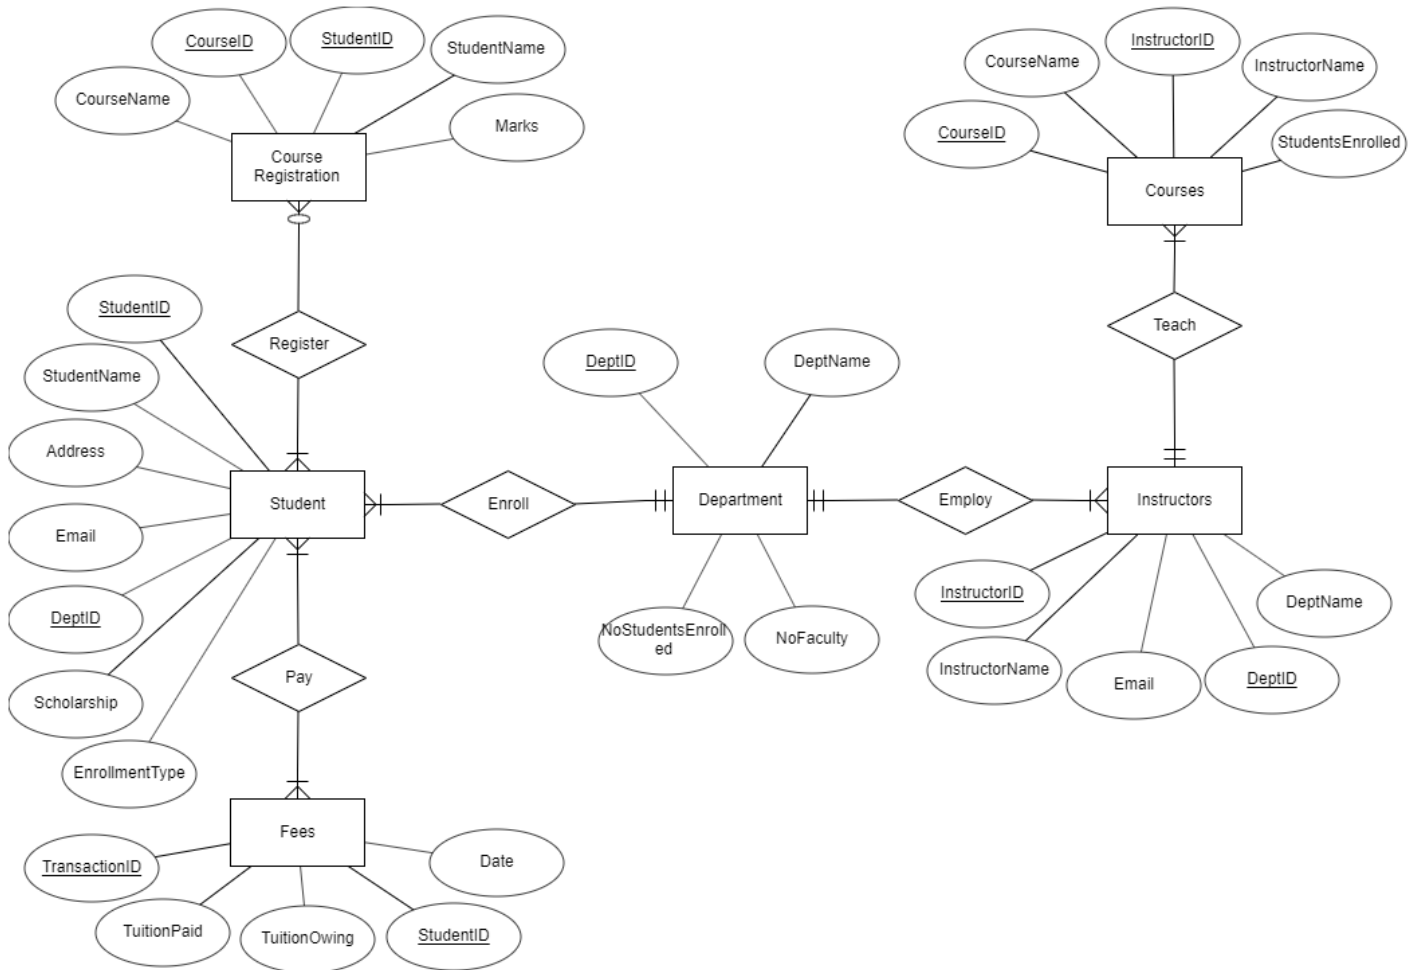 CourseID
StudentID
StudentName
CourseName
Marks
Course
Registration
InstructorID
CourseName
InstructorName
CourseID
StudentsEnrolled
Courses
StudentID
Register
StudentName
Address
Student
Email
DeptID
Scholarship
EnrollmentType
Enroll
DeptID
DeptName
Department
NoStudentsEnroll
ed
NoFaculty
Employ
Teach
Instructors
InstructorID
InstructorName
Email
DeptID
DeptName
Pay
Fees
TransactionID
TuitionPaid
TuitionOwing
StudentID
Date